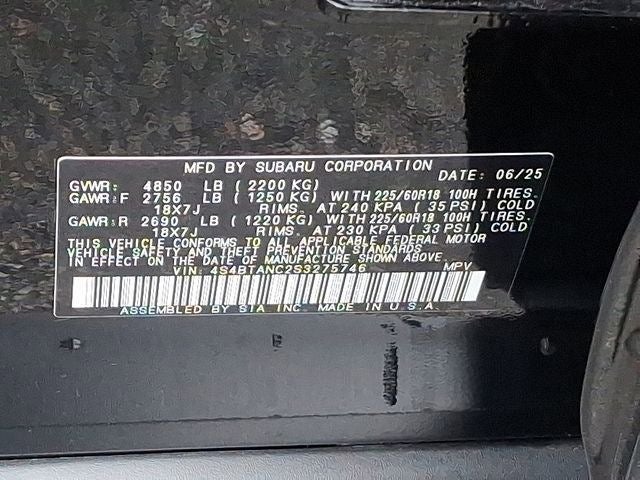 MFD BY SUBARU CORPORATION DATE: 06/25
GVWR: 4850 LB (2200 KG)
GAWR:F 2756 LB (1250 KG) WITH 225/60R18 100H TIRES.
18X7J RIMS. AT 240 KPA (35 PSI) COLD
GAWR:R 2690 LB (1220 KG) WITH 225/60R18 100H TIRES.
18X7J RIMS. AT 230 KPA (33 PSI) COLD
THIS VEHICLE CONFORMS TO ALL APPLICABLE FEDERAL MOTOR
VEHICLE SAFETY AND THEFT PREVENTION STANDARDS
IN EFFECT ON THE DATE OF MANUFACTURE SHOWN ABOVE.
VIN: 4S4BTANC2S3275746 MPV
ASSEMBLED BY SIA INC. MADE IN U.S.A.